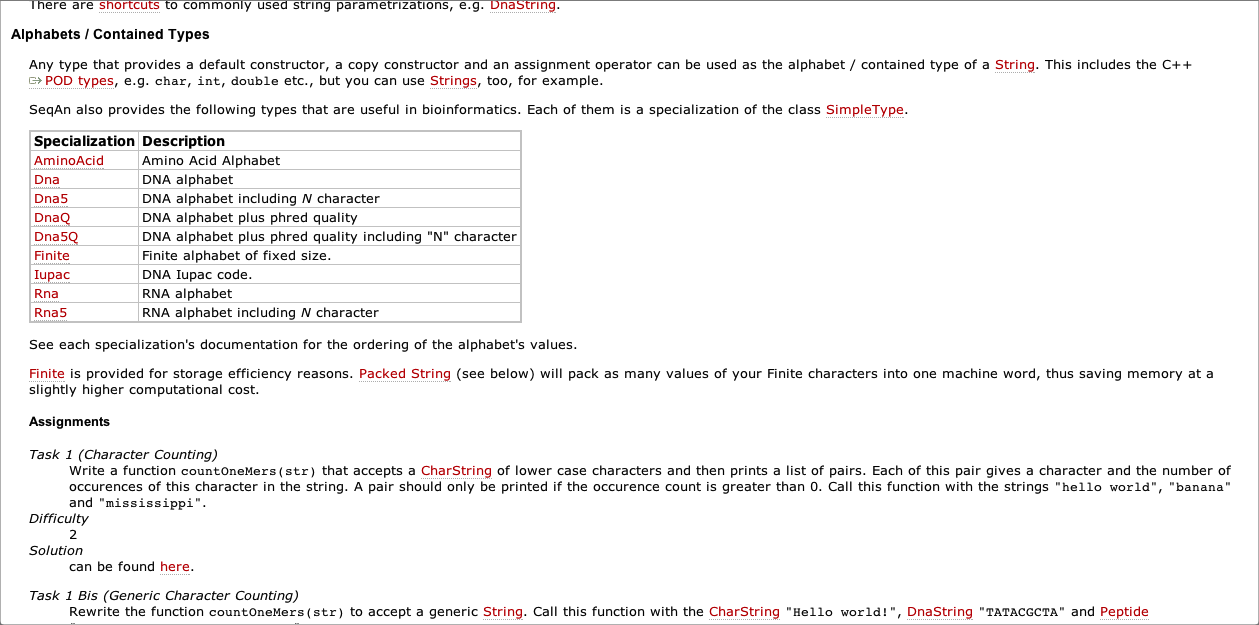 There are shortcuts to commonly used string parametrizations, e.g. DnaString.
Alphabets / Contained Types
Any type that provides a default constructor, a copy constructor and an assignment operator can be used as the alphabet / contained type of a String. This includes the C++
POD types, e.g. char, int, double etc., but you can use Strings, too, for example.
SeqAn also provides the following types that are useful in bioinformatics. Each of them is a specialization of the class SimpleType.
Specialization Description
AminoAcid Amino Acid Alphabet
Dna DNA alphabet
Dna5 DNA alphabet including N character
DnaQ DNA alphabet plus phred quality
Dna5Q DNA alphabet plus phred quality including "N" character
Finite Finite alphabet of fixed size.
Iupac DNA Iupac code.
Rna RNA alphabet
Rna5 RNA alphabet including N character
See each specialization's documentation for the ordering of the alphabet's values.
Finite is provided for storage efficiency reasons. Packed String (see below) will pack as many values of your Finite characters into one machine word, thus saving memory at a
slightly higher computational cost.
Assignments
Task 1 (Character Counting)
Write a function countOneMers(str) that accepts a CharString of lower case characters and then prints a list of pairs. Each of this pair gives a character and the number of
occurences of this character in the string. A pair should only be printed if the occurence count is greater than 0. Call this function with the strings "hello world", "banana"
and "mississippi".
Difficulty
2
Solution
can be found here.
Task 1 Bis (Generic Character Counting)
Rewrite the function countOneMers(str) to accept a generic String. Call this function with the CharString "Hello world!", DnaString "TATACGCTA" and Peptide